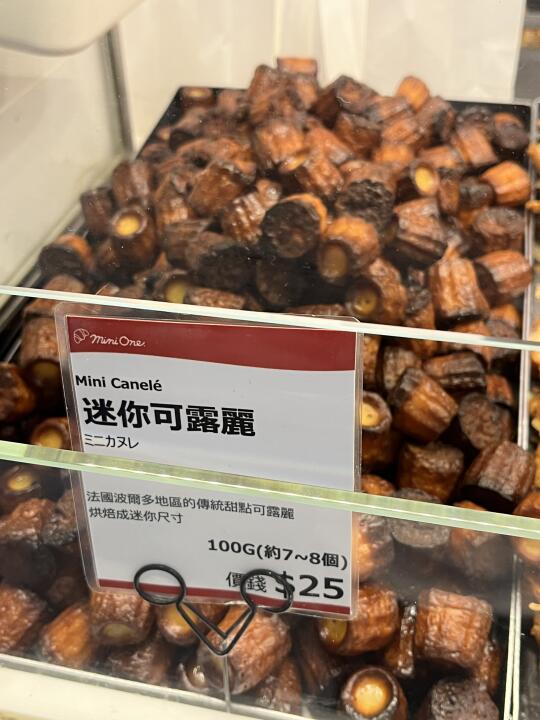 Mini One
Mini Canelé
迷你可露麗
ミニカヌレ
法國波爾多地區的傳統甜點可露麗
烘焙成迷你尺寸
100G(約7~8個)
價錢 $25